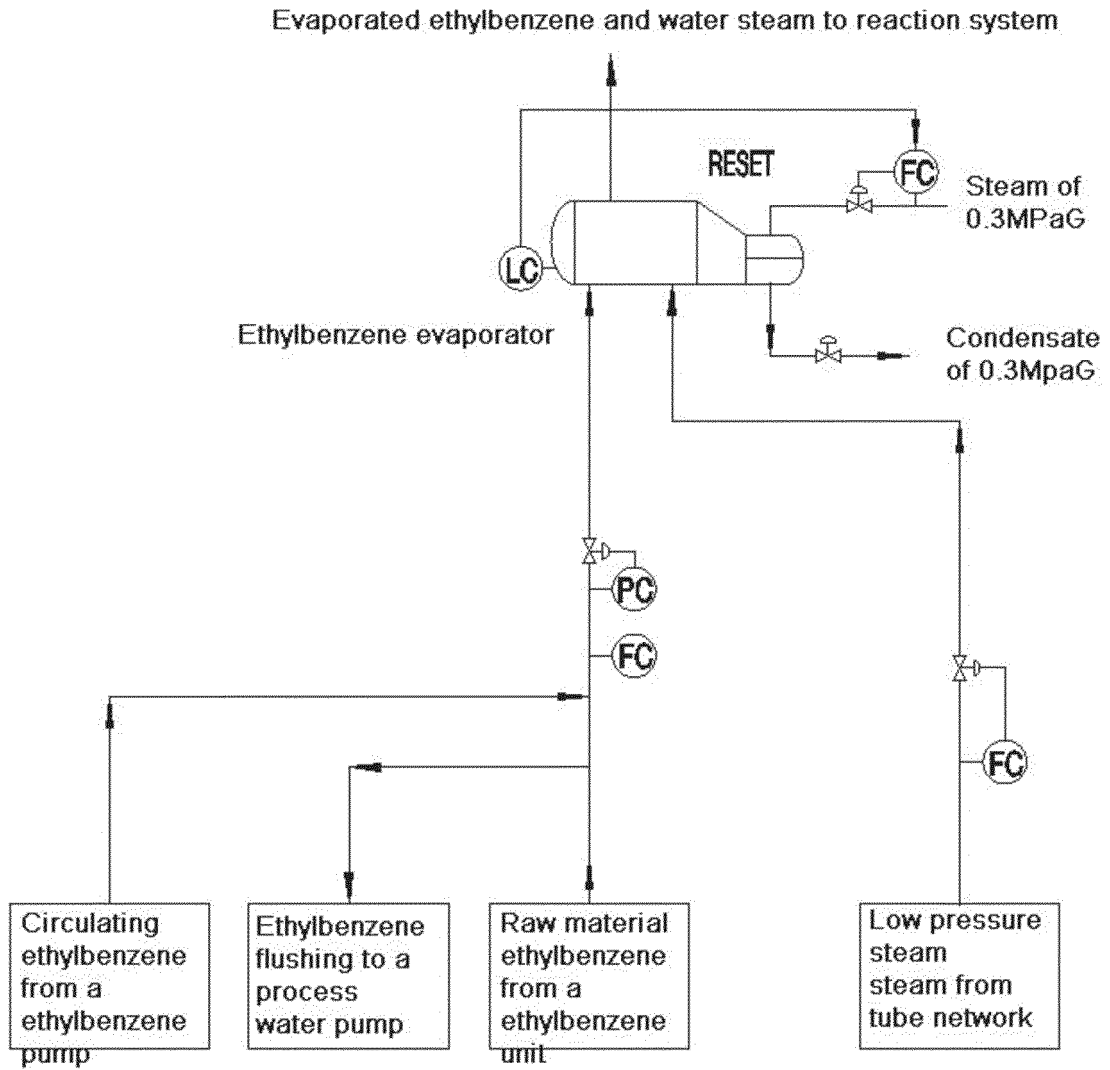 Evaporated ethylbenzene and water steam to reaction system
RESET
FC
Steam of
0.3MPaG
LC
Ethylbenzene evaporator
Condensate
of 0.3MpaG
PC
FC
FC
Circulating
ethylbenzene
from a
ethylbenzene
pump
Ethylbenzene
flushing to a
process
water pump
Raw material
ethylbenzene
from a
ethylbenzene
unit
Low pressure
steam
steam from
tube network